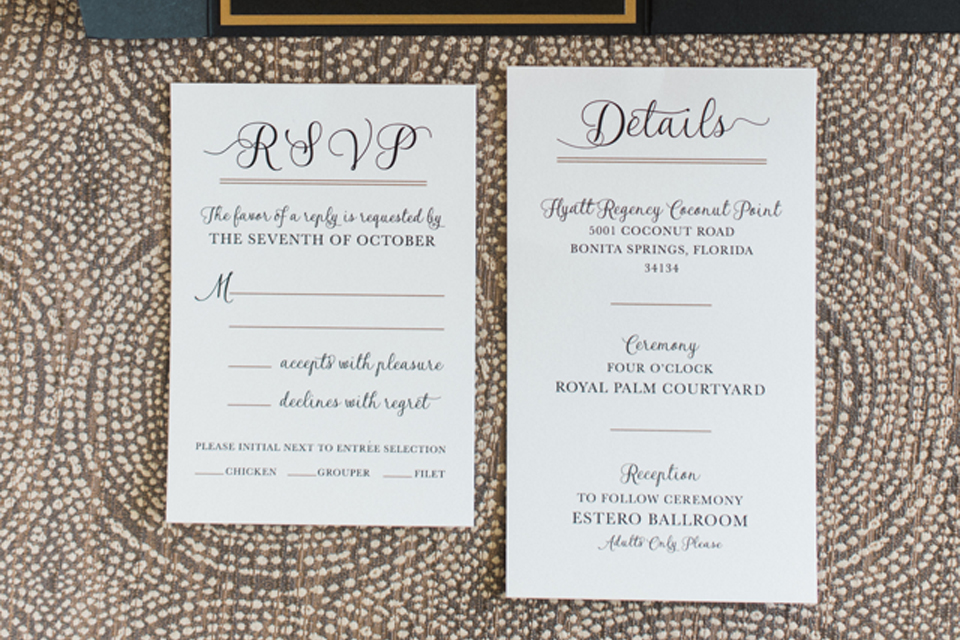 RSVP
The favor of a reply is requested by
THE SEVENTH OF OCTOBER
M
accepts with pleasure
declines with regret
PLEASE INITIAL NEXT TO ENTRÉE SELECTION
CHICKEN GROUPER FILET
Details
Hyatt Regency Coconut Point
5001 COCONUT ROAD
BONITA SPRINGS, FLORIDA
34134
Ceremony
FOUR O'CLOCK
ROYAL PALM COURTYARD
Reception
TO FOLLOW CEREMONY
ESTERO BALLROOM
Adults Only Please